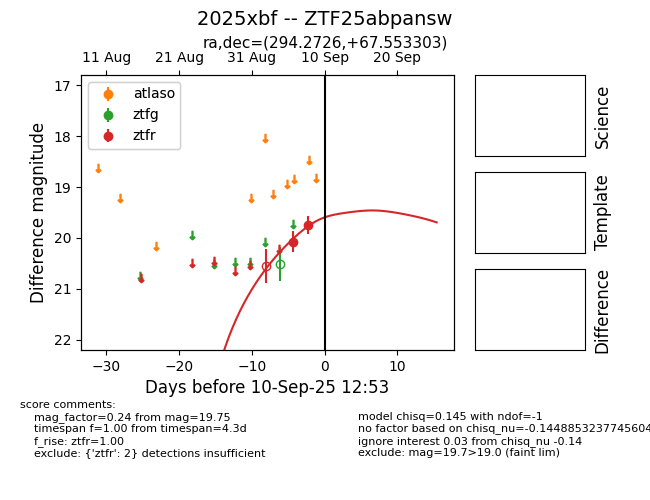 2025xbf -- ZTF25abpansw
ra,dec=(294.2726,+67.553303)
11 Aug 21 Aug 31 Aug 10 Sep 20 Sep
atlaso
ztfg
ztfr
17
18
19
20
21
22
Difference magnitude
−30 −20 −10 0 10
Days before 10-Sep-25 12:53
Science
Template
Difference
score comments:
mag_factor=0.24 from mag=19.75
timespan f=1.00 from timespan=4.3d
f_rise: ztfr=1.00
exclude: {'ztfr': 2} detections insufficient
model chisq=0.145 with ndof=-1
no factor based on chisq_nu=-0.1448853237745604
ignore interest 0.03 from chisq_nu -0.14
exclude: mag=19.7>19.0 (faint lim)